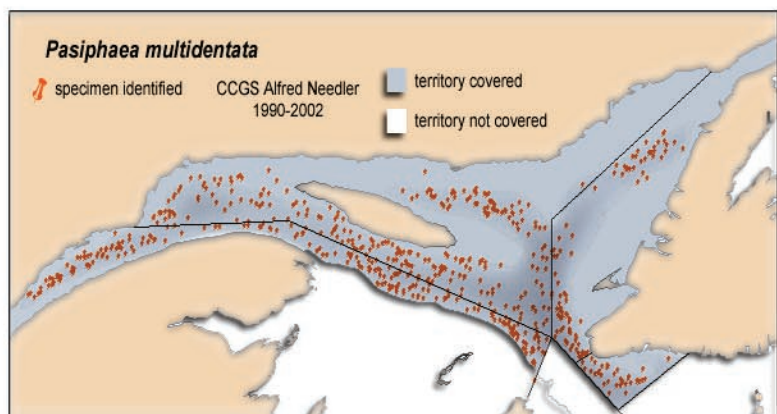 Pasiphaea multidentata
specimen identified
CCGS Alfred Needler
1990-2002
territory covered
territory not covered